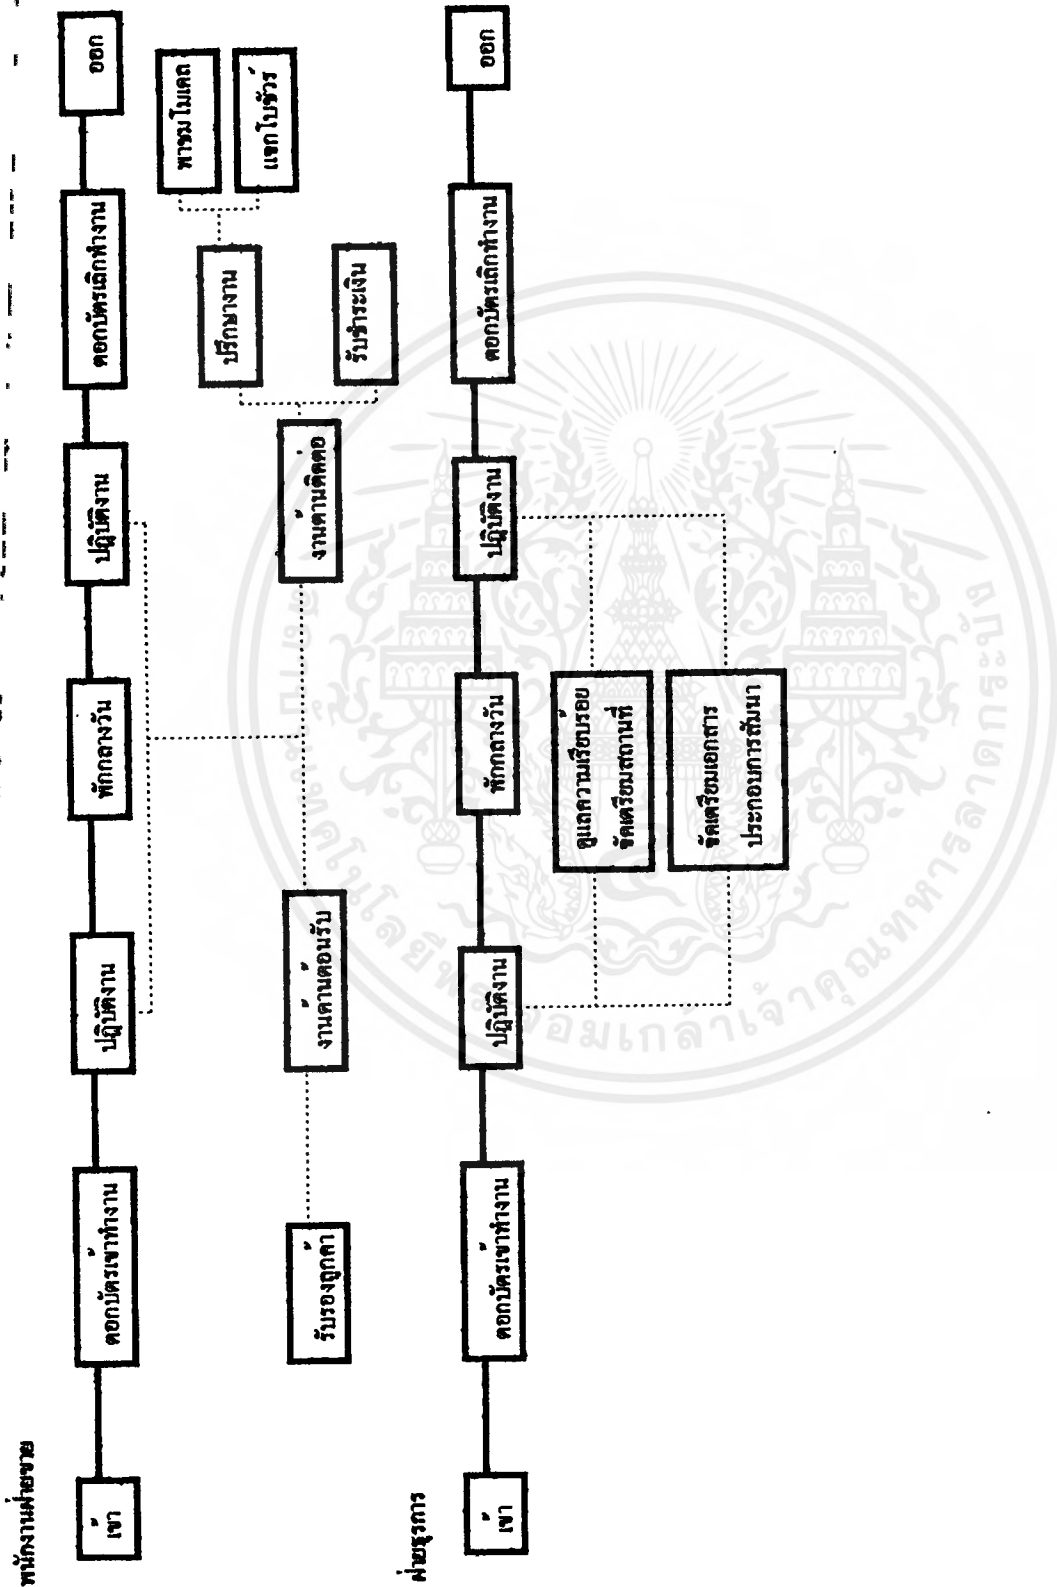 พนักงานฝ่ายขาย
เข้า
ตอกบัตรเข้าทำงาน
ปฏิบัติงาน
พักกลางวัน
ปฏิบัติงาน
ตอกบัตรเลิกทำงาน
ออก
รับรองลูกค้า
งานด้านต้อนรับ
งานด้านติดต่อ
ปรึกษางาน
รับชำระเงิน
พาชมโมเดล
แจกโบชัวร์
ฝ่ายธุรการ
เข้า
ตอกบัตรเข้าทำงาน
ปฏิบัติงาน
พักกลางวัน
ปฏิบัติงาน
ตอกบัตรเลิกทำงาน
ออก
ดูแลความเรียบร้อย
จัดเตรียมสถานที่
จัดเตรียมเอกสาร
ประกอบการสัมนา